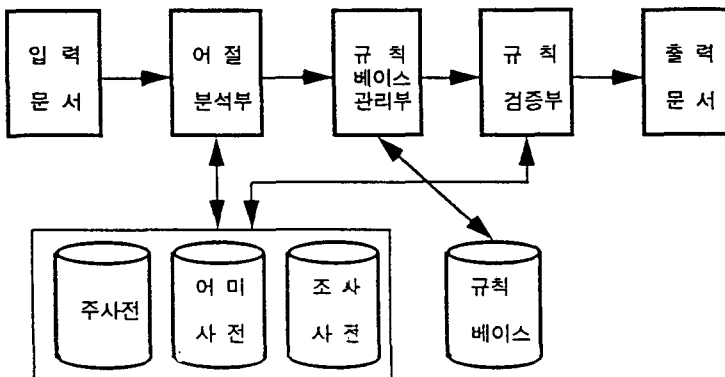 입 력
문 서
어 절
분석부
규 칙
베이스
관리부
규 칙
검증부
출 력
문 서
주사전
어 미
사 전
조 사
사 전
규칙
베이스